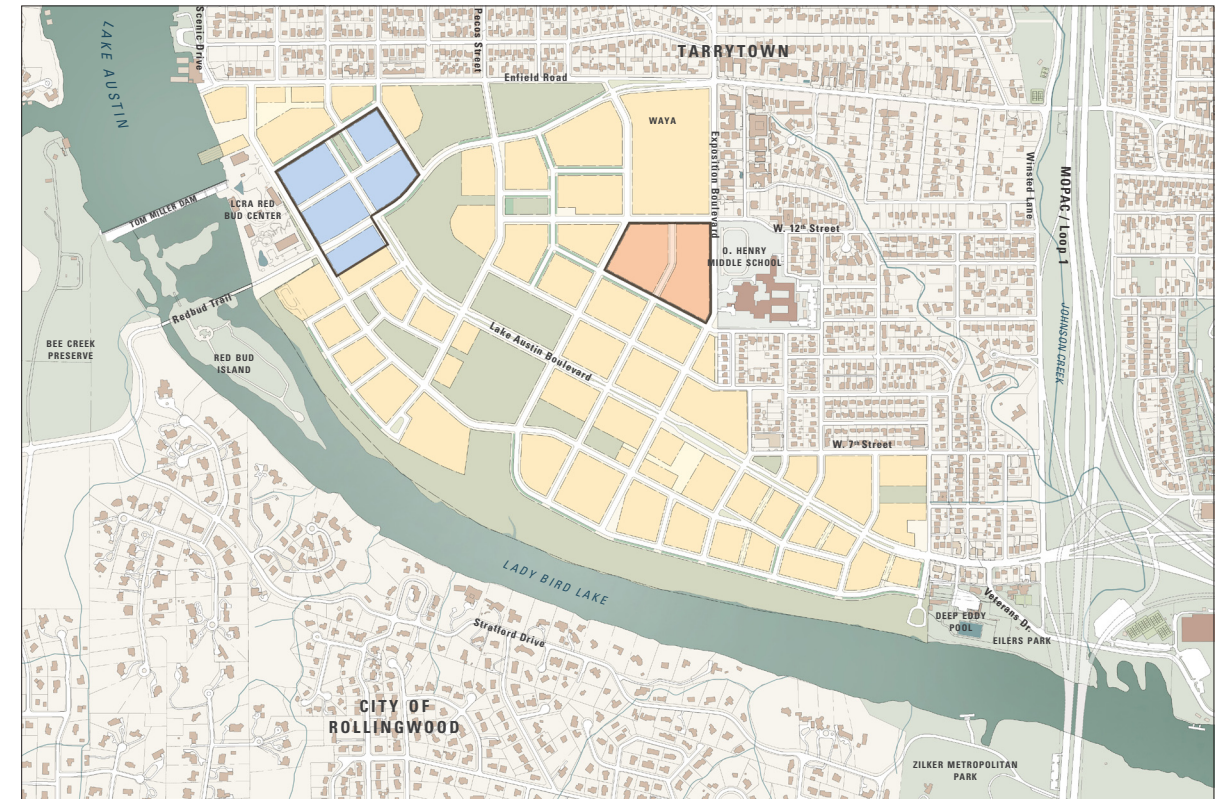 Scenic Drive
LAKE AUSTIN
Pecos Street
TARRYTOWN
Enfield Road
WAYA
Exposition Boulevard
Winsted Lane
MOPAC / Loop 1
LCRA RED
BUD CENTER
TOM MILLER DAM
W. 12th Street
O. HENRY
MIDDLE SCHOOL
Redbud Trail
JOHNSON CREEK
BEE CREEK
PRESERVE
RED BUD
ISLAND
Lake Austin Boulevard
W. 7th Street
LADY BIRD LAKE
Veterans Dr.
DEEP EDDY
POOL
EILERS PARK
Strafford Drive
CITY OF
ROLLINGWOOD
ZILKER METROPOLITAN
PARK